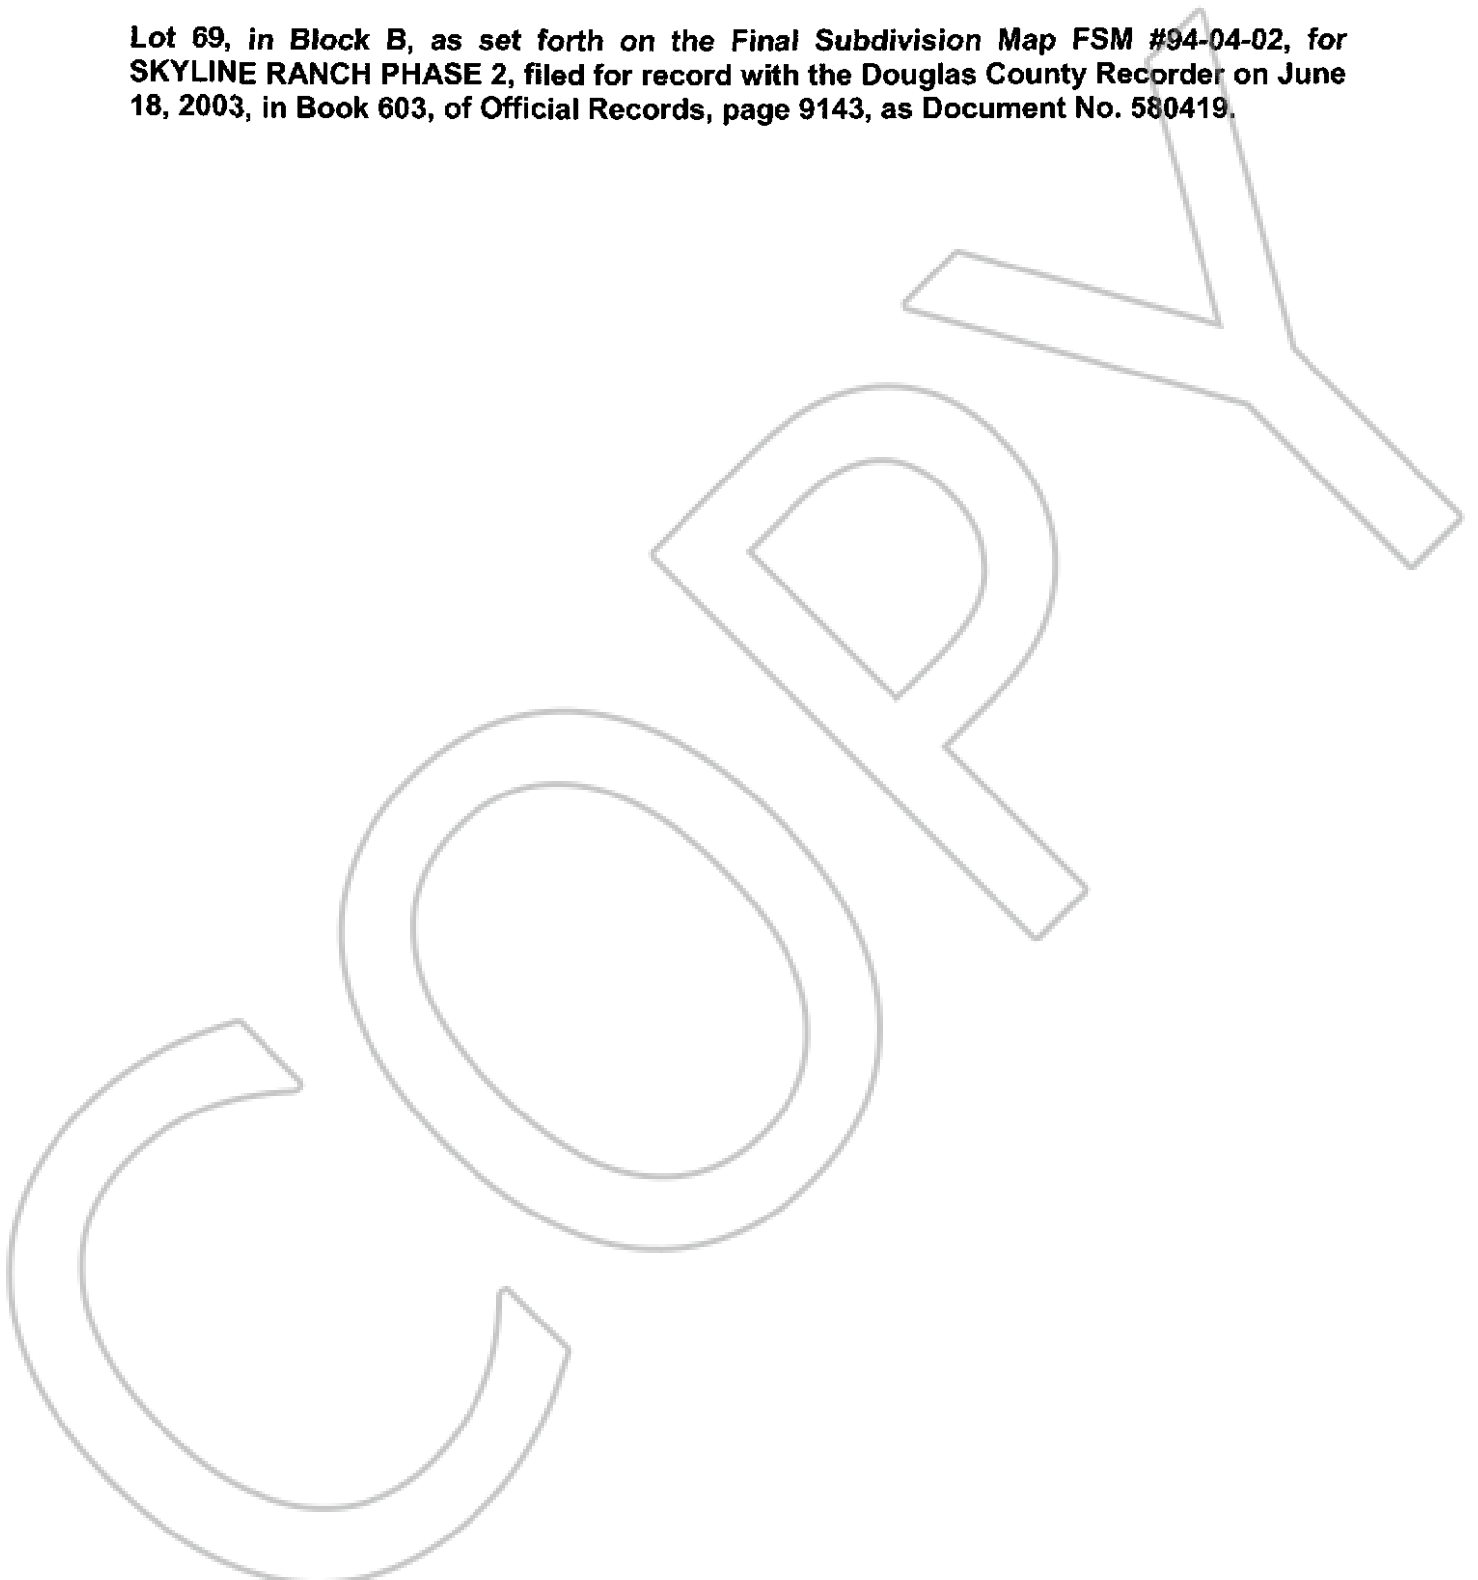 Lot 69, in Block B, as set forth on the Final Subdivision Map FSM #94-04-02, for
SKYLINE RANCH PHASE 2, filed for record with the Douglas County Recorder on June
18, 2003, in Book 603, of Official Records, page 9143, as Document No. 580419.
COPY